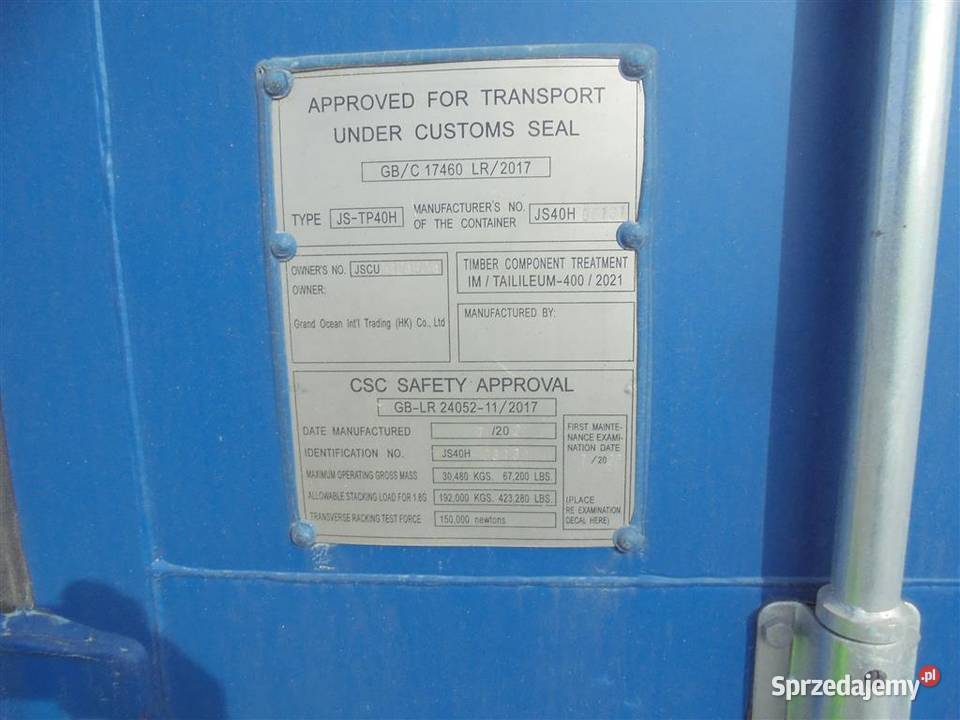 APPROVED FOR TRANSPORT
UNDER CUSTOMS SEAL
GB/C 17460 LR/2017
TYPE JS-TP40H MANUFACTURER'S NO. OF THE CONTAINER JS40H
OWNER'S NO. JSCU
OWNER:
Grand Ocean Int'l Trading (HK) Co., Ltd
TIMBER COMPONENT TREATMENT
IM / TAILILEUM-400 / 2021
MANUFACTURED BY:
CSC SAFETY APPROVAL
GB-LR 24052-11/2017
DATE MANUFACTURED /20
IDENTIFICATION NO. JS40H
MAXIMUM OPERATING GROSS MASS 30,480 KGS. 67,200 LBS.
ALLOWABLE STACKING LOAD FOR 1.8G 192,000 KGS. 423,280 LBS.
TRANSVERSE RACKING TEST FORCE 150,000 newtons
FIRST MAINTE-
NANCE EXAMI-
NATION DATE
/20
(PLACE
RE EXAMINATION
DECAL HERE)
Sprzedajemy.pl